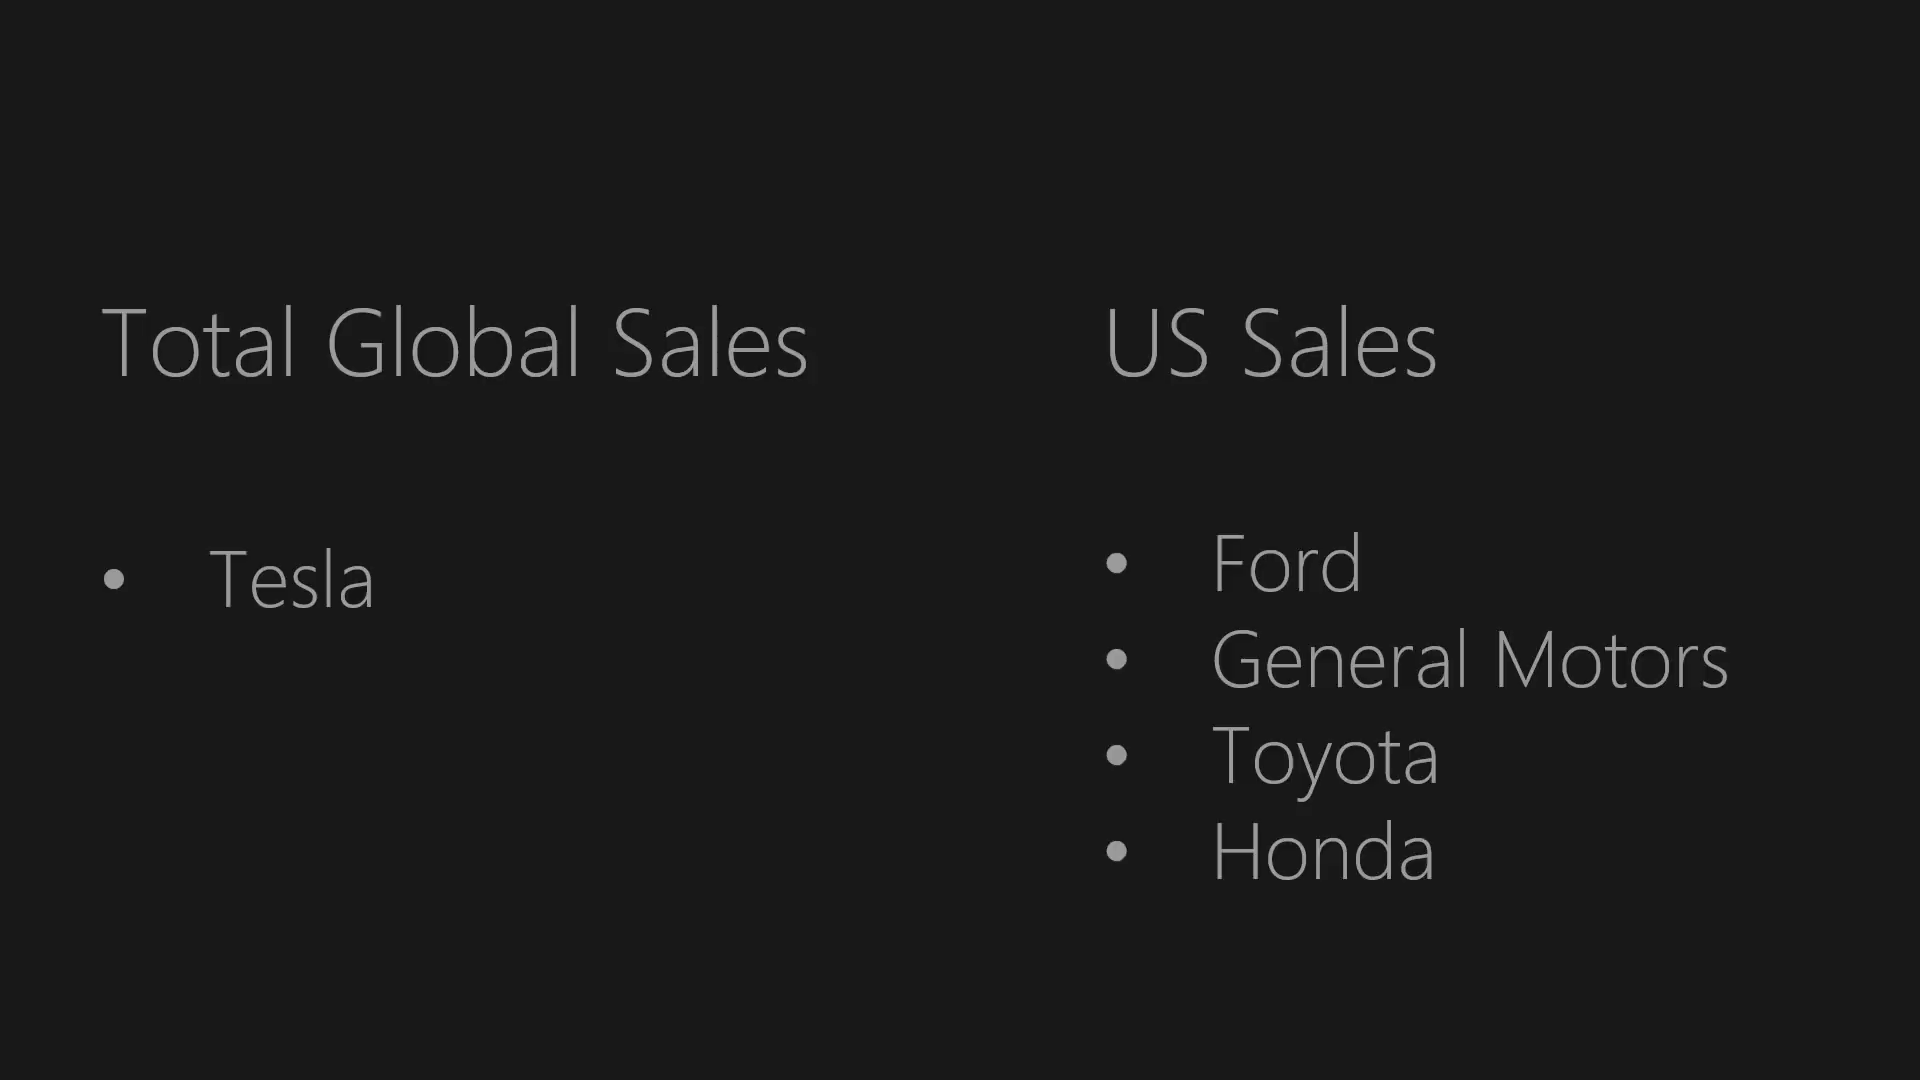 Total Global Sales
• Tesla
US Sales
• Ford
• General Motors
• Toyota
• Honda